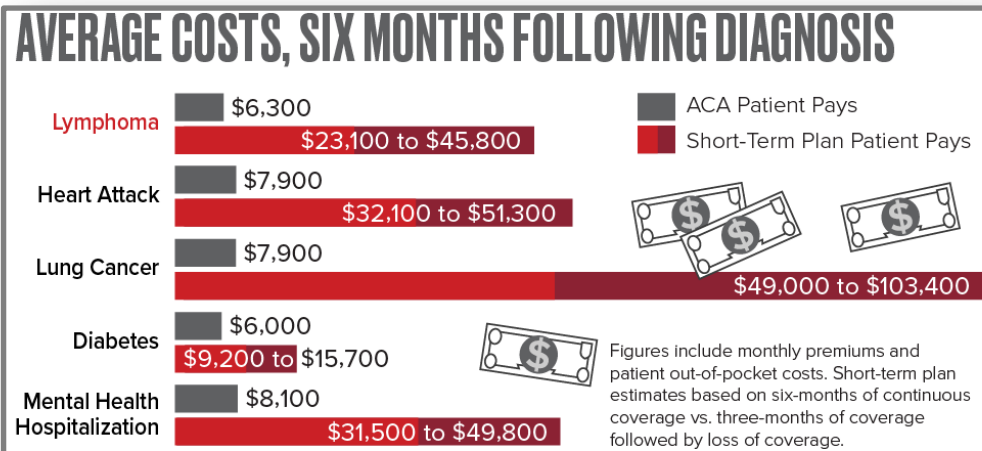 AVERAGE COSTS, SIX MONTHS FOLLOWING DIAGNOSIS
Lymphoma
$6,300
$23,100 to $45,800
ACA Patient Pays
Short-Term Plan Patient Pays
Heart Attack
$7,900
$32,100 to $51,300
$
$
$
Lung Cancer
$7,900
$49,000 to $103,400
Diabetes
$6,000
$9,200 to $15,700
$
Mental Health
Hospitalization
$8,100
$31,500 to $49,800
Figures include monthly premiums and
patient out-of-pocket costs. Short-term plan
estimates based on six-months of continuous
coverage vs. three-months of coverage
followed by loss of coverage.